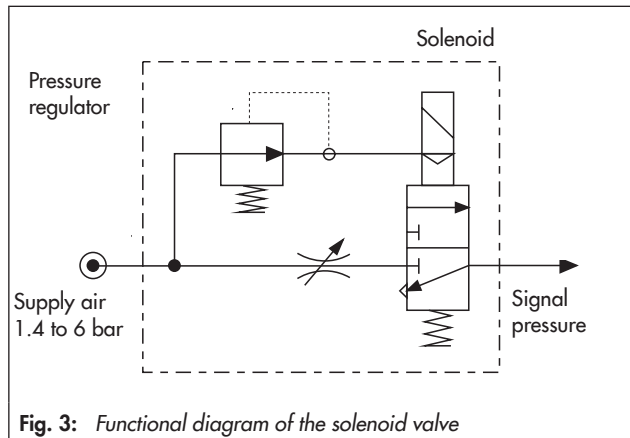 Solenoid
Pressure
regulator
Supply air
1.4 to 6 bar
Signal
pressure
Fig. 3: Functional diagram of the solenoid valve